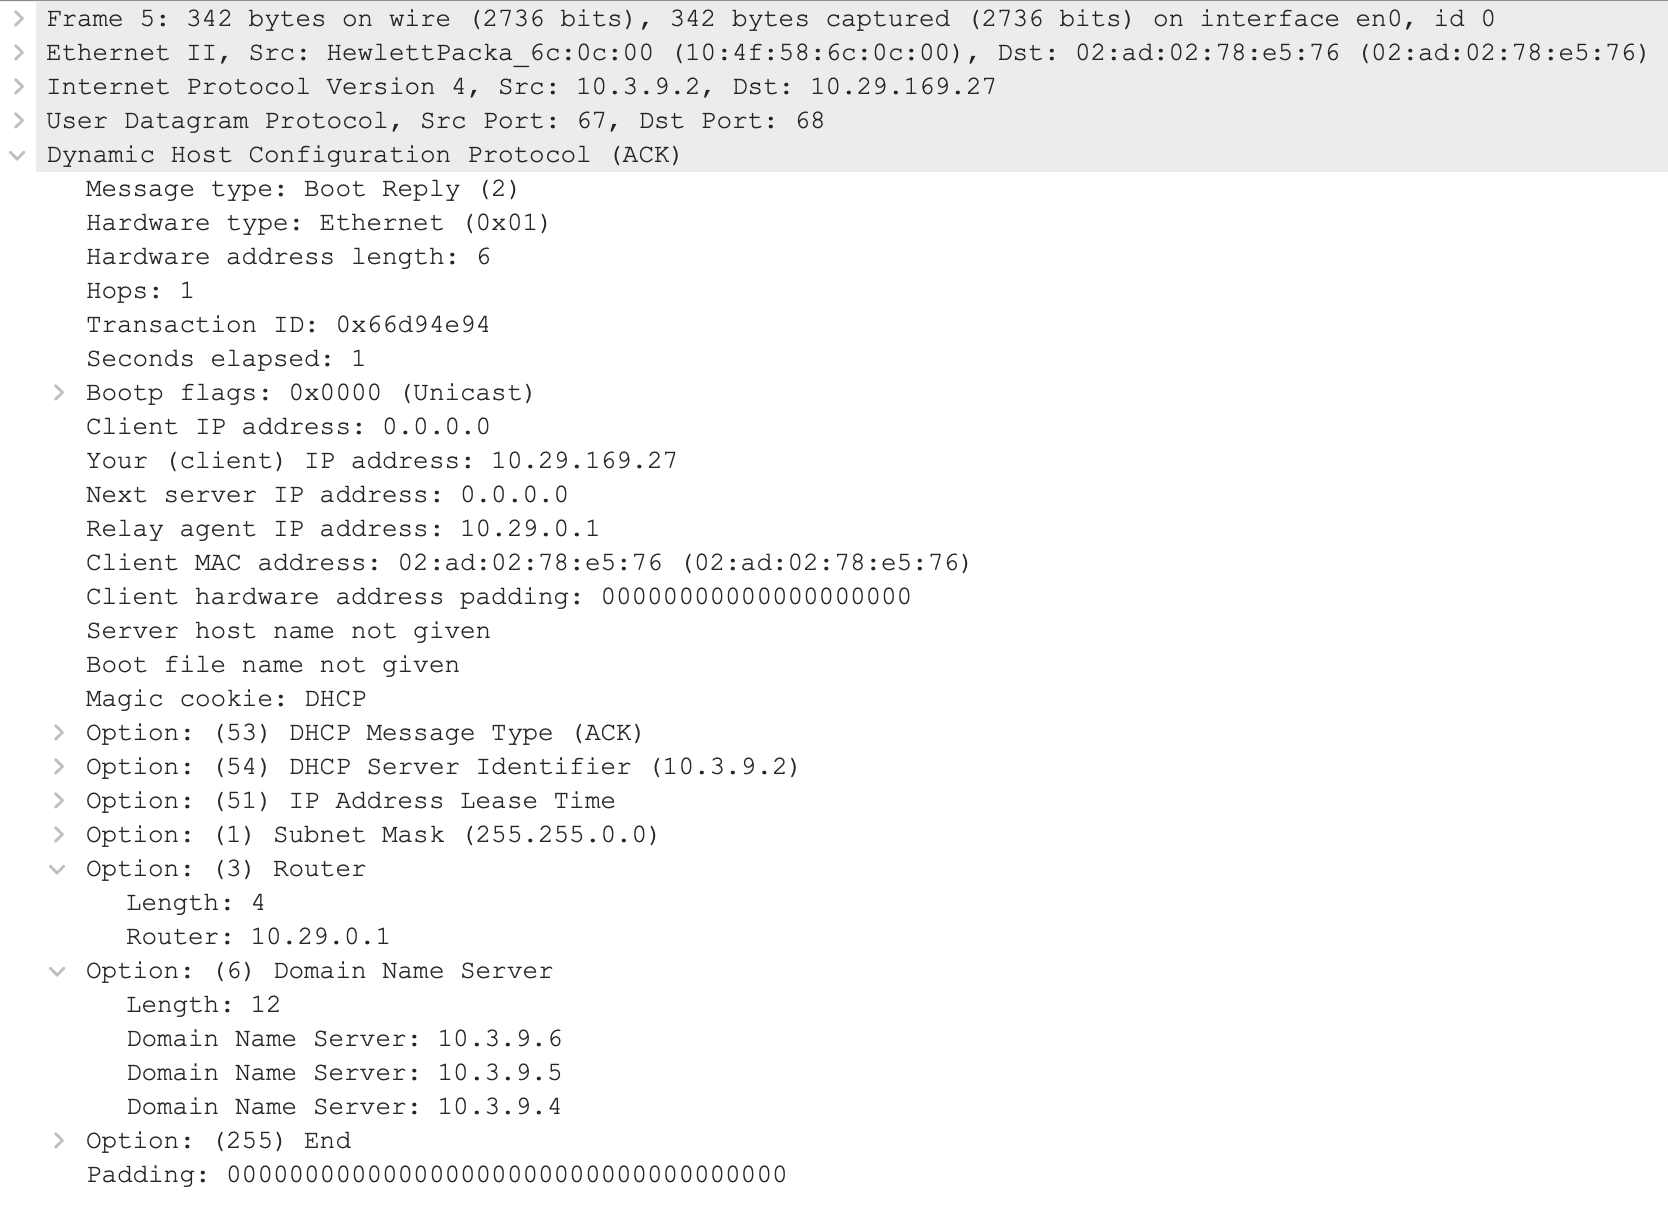 Frame 5: 342 bytes on wire (2736 bits), 342 bytes captured (2736 bits) on interface en0, id 0
Ethernet II, Src: HewlettPacka_6c:0c:00 (10:4f:58:6c:0c:00), Dst: 02:ad:02:78:e5:76 (02:ad:02:78:e5:76)
Internet Protocol Version 4, Src: 10.3.9.2, Dst: 10.29.169.27
User Datagram Protocol, Src Port: 67, Dst Port: 68
Dynamic Host Configuration Protocol (ACK)
Message type: Boot Reply (2)
Hardware type: Ethernet (0x01)
Hardware address length: 6
Hops: 1
Transaction ID: 0x66d94e94
Seconds elapsed: 1
Bootp flags: 0x0000 (Unicast)
Client IP address: 0.0.0.0
Your (client) IP address: 10.29.169.27
Next server IP address: 0.0.0.0
Relay agent IP address: 10.29.0.1
Client MAC address: 02:ad:02:78:e5:76 (02:ad:02:78:e5:76)
Client hardware address padding: 00000000000000000000
Server host name not given
Boot file name not given
Magic cookie: DHCP
Option: (53) DHCP Message Type (ACK)
Option: (54) DHCP Server Identifier (10.3.9.2)
Option: (51) IP Address Lease Time
Option: (1) Subnet Mask (255.255.0.0)
Option: (3) Router
Length: 4
Router: 10.29.0.1
Option: (6) Domain Name Server
Length: 12
Domain Name Server: 10.3.9.6
Domain Name Server: 10.3.9.5
Domain Name Server: 10.3.9.4
Option: (255) End
Padding: 000000000000000000000000000000000000